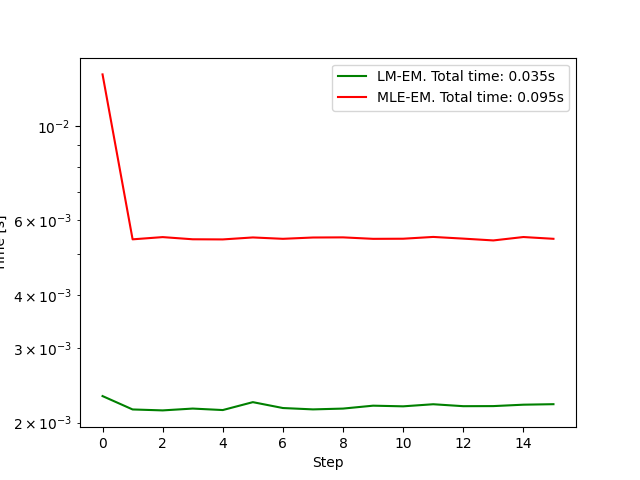 LM-EM. Total time: 0.035s
MLE-EM. Total time: 0.095s
10⁻²
6 × 10⁻³
4 × 10⁻³
3 × 10⁻³
2 × 10⁻³
0 2 4 6 8 10 12 14
Step